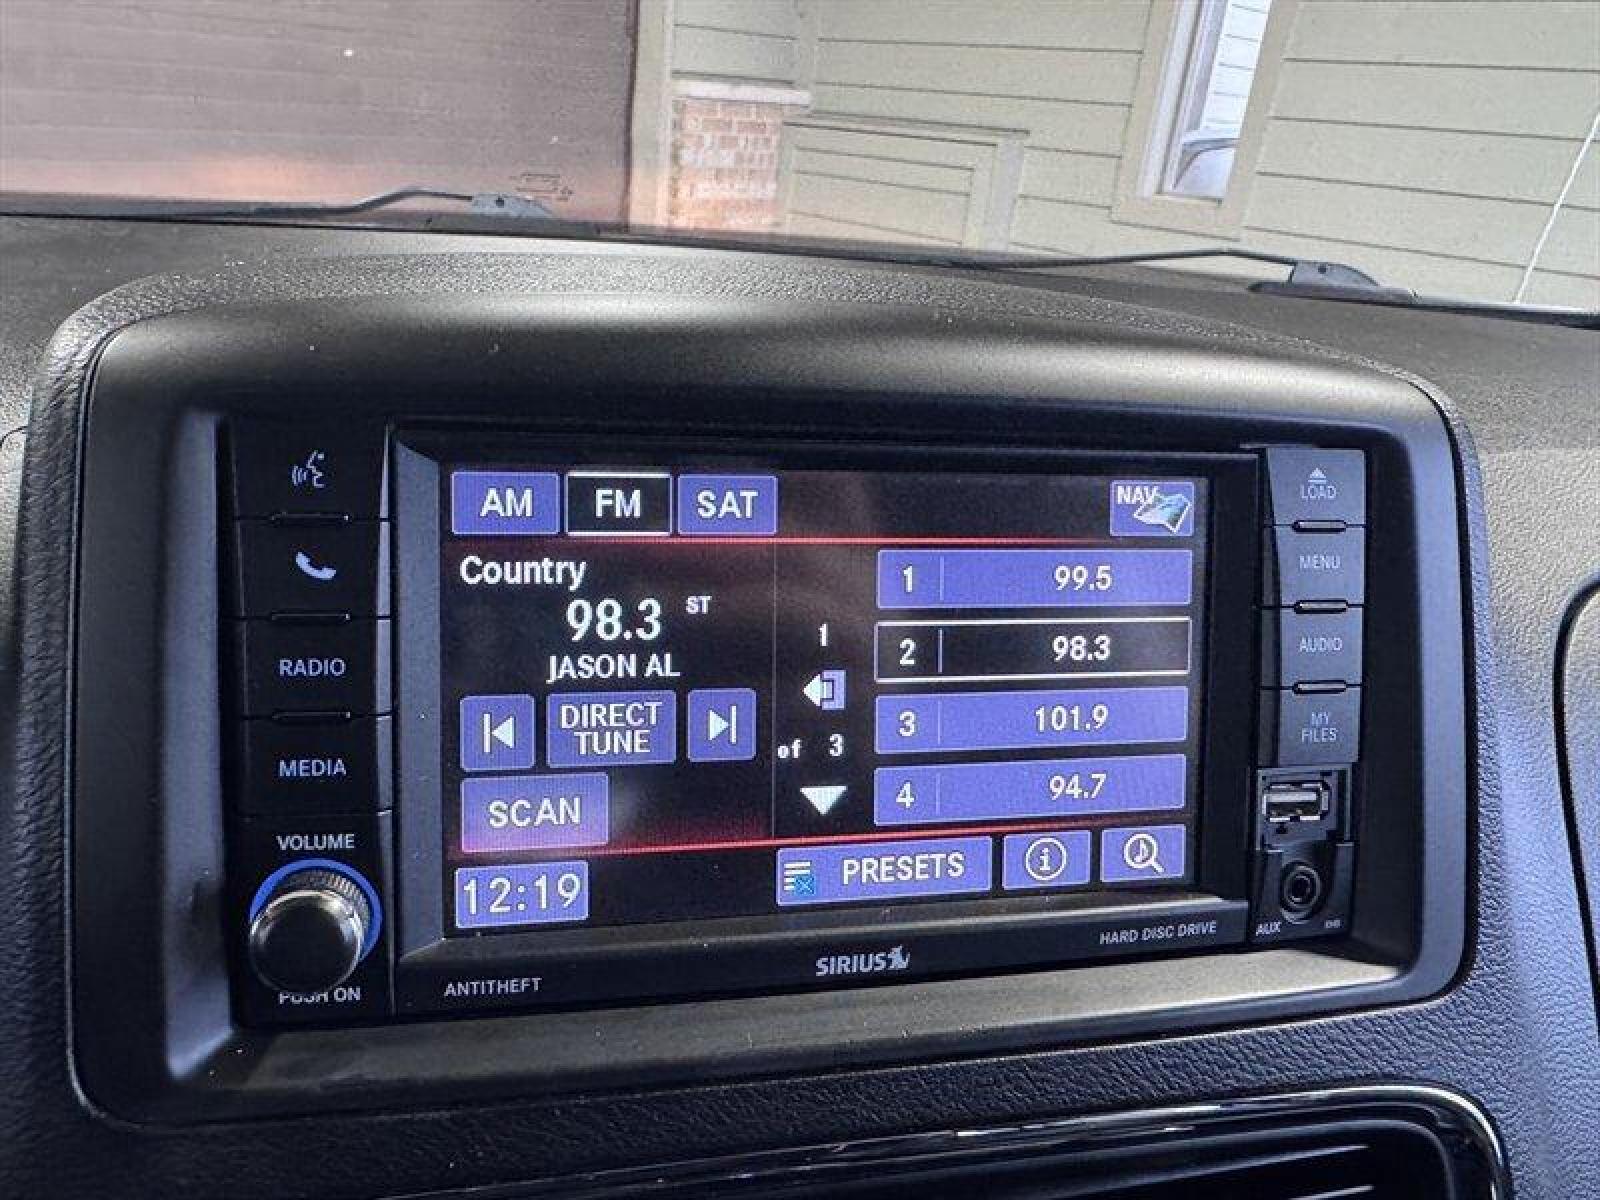 AM FM SAT NAV
Country
98.3 ST
JASON AL
DIRECT
TUNE
SCAN
12:19
1
of 3
1 99.5
2 98.3
3 101.9
4 94.7
PRESETS
RADIO
MEDIA
VOLUME
PUSH ON
LOAD
MENU
AUDIO
MY
FILES
AUX
ANTITHEFT
SIRIUS
HARD DISC DRIVE